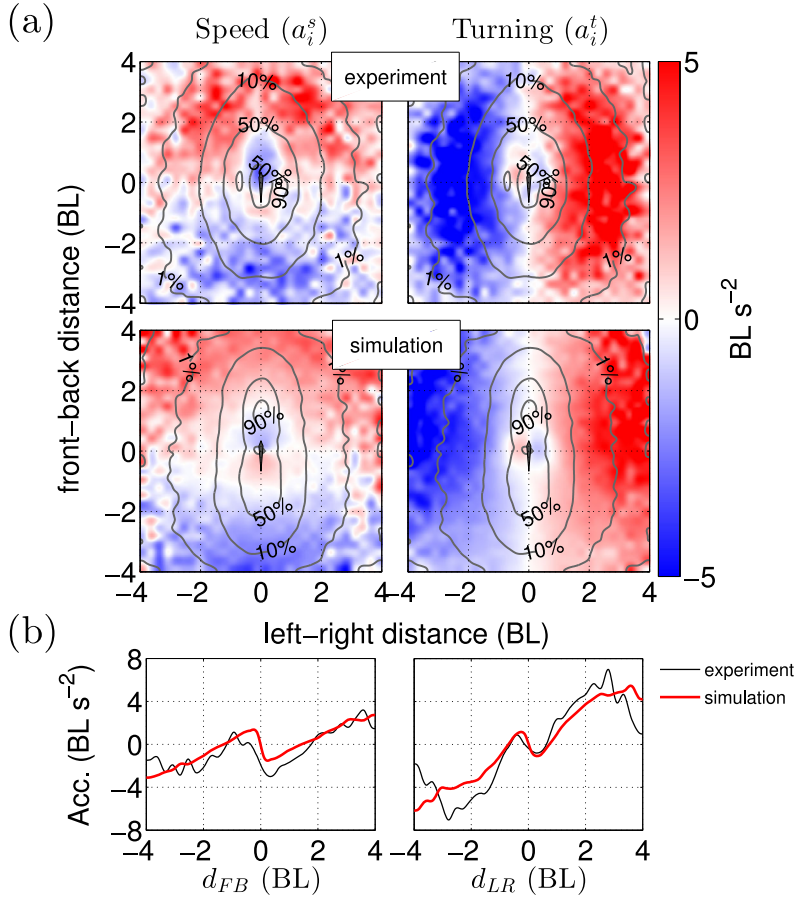 (a)
Speed (a_i^s)
Turning (a_i^t)
experiment
4
2
0
−2
−4
10%
50%
50%
90%
1%
1%
10%
50%
50%
90%
1%
1%
5
0
−5
BL s⁻²
front−back distance (BL)
simulation
4
2
0
−2
−4
1%
1%
90%
50%
10%
1%
1%
90%
50%
10%
−4 −2 0 2 4
−4 −2 0 2 4
left−right distance (BL)
(b)
Acc. (BL s⁻²)
8
4
0
−4
−8
experiment
simulation
−4 −2 0 2 4
−4 −2 0 2 4
d_FB (BL)
d_LR (BL)